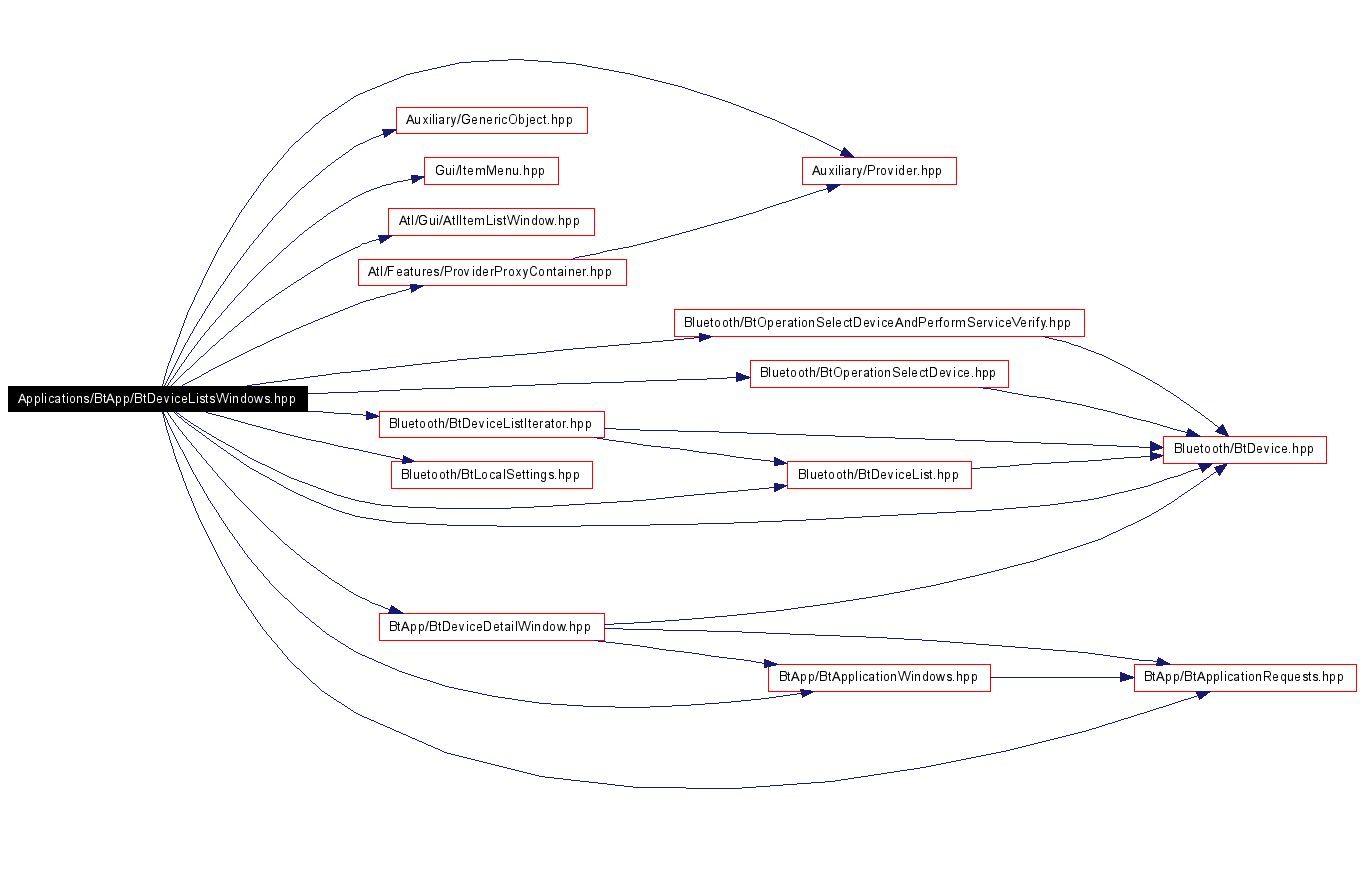 Auxiliary/GenericObject.hpp
Gui/ItemMenu.hpp
Auxiliary/Provider.hpp
Atl/Gui/AtlItemListWindow.hpp
Atl/Features/ProviderProxyContainer.hpp
Bluetooth/BtOperationSelectDeviceAndPerformServiceVerify.hpp
Bluetooth/BtOperationSelectDevice.hpp
Applications/BtApp/BtDeviceListsWindows.hpp
Bluetooth/BtDeviceListIterator.hpp
Bluetooth/BtDevice.hpp
Bluetooth/BtLocalSettings.hpp
Bluetooth/BtDeviceList.hpp
BtApp/BtDeviceDetailWindow.hpp
BtApp/BtApplicationWindows.hpp
BtApp/BtApplicationRequests.hpp